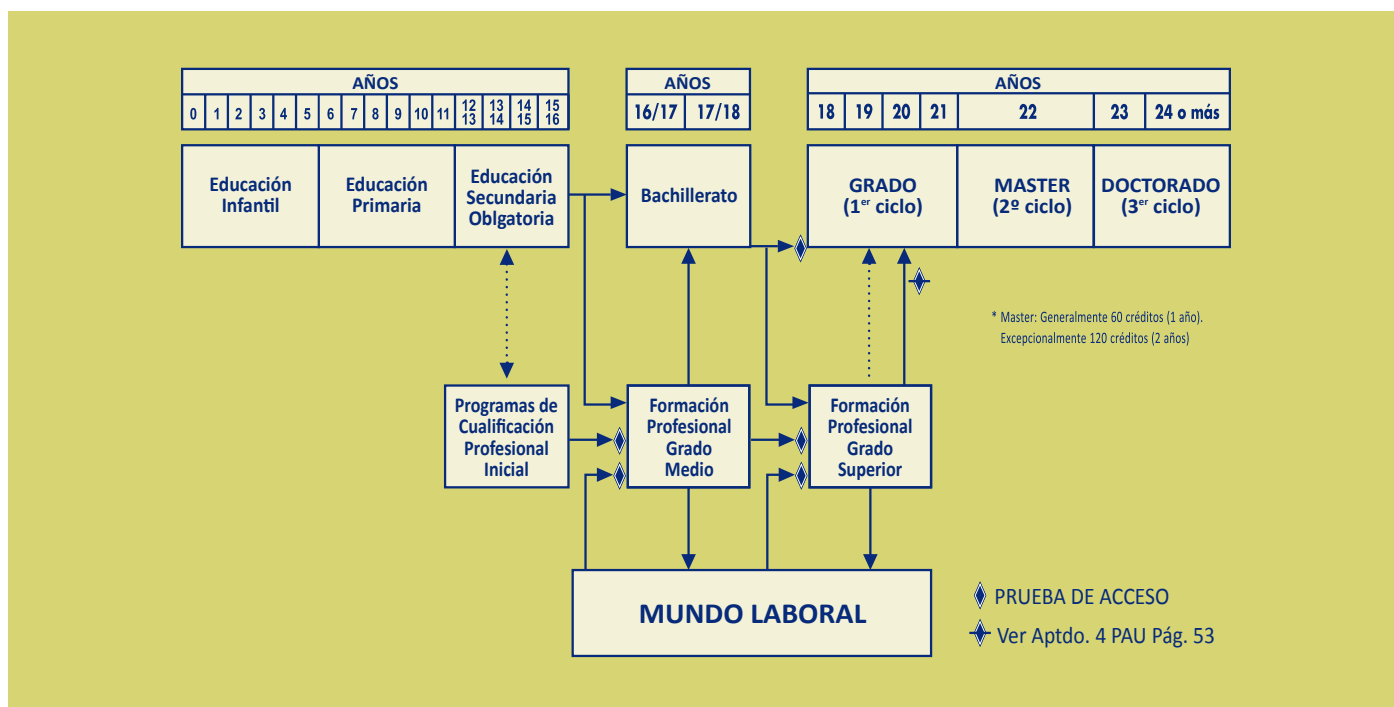 AÑOS
0 1 2 3 4 5 6 7 8 9 10 11 12 13 14 15
13 14 15 16
AÑOS
16/17 17/18
AÑOS
18 19 20 21 22 23 24 o más
Educación
Infantil
Educación
Primaria
Educación
Secundaria
Oblgatoria
Bachillerato
GRADO
(1er ciclo)
MASTER
(2º ciclo)
DOCTORADO
(3er ciclo)
* Master: Generalmente 60 créditos (1 año).
Excepcionalmente 120 créditos (2 años)
Programas de
Cualificación
Profesional
Inicial
Formación
Profesional
Grado
Medio
Formación
Profesional
Grado
Superior
MUNDO LABORAL
PRUEBA DE ACCESO
Ver Aptdo. 4 PAU Pág. 53